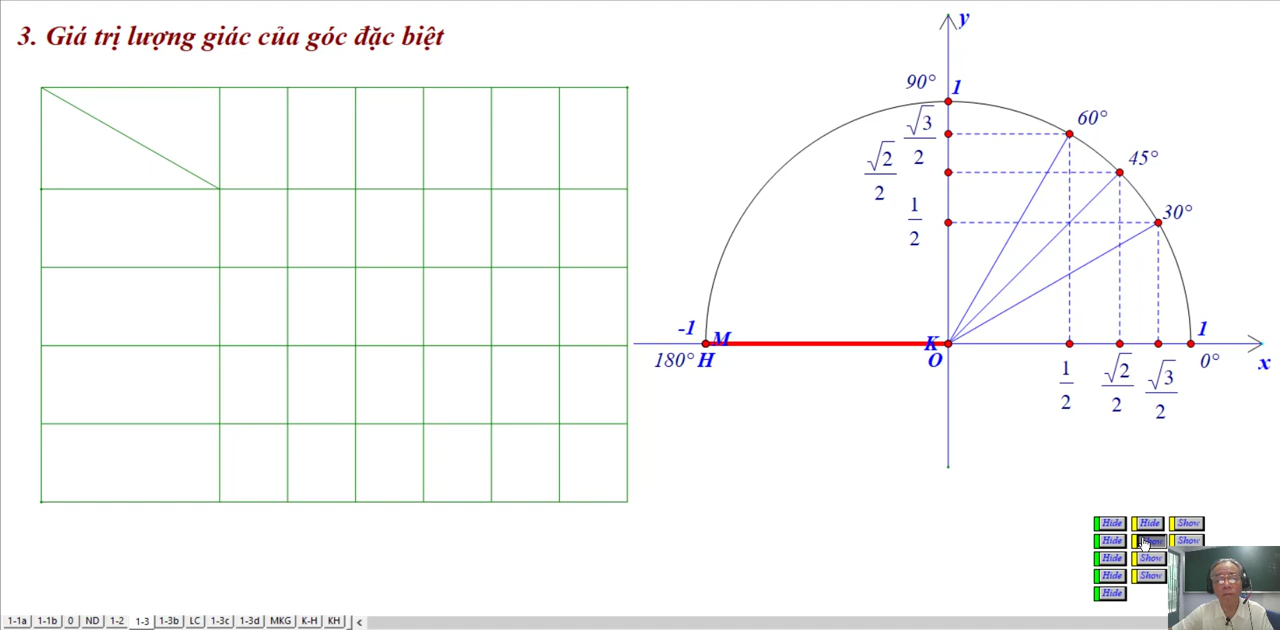 3. Giá trị lượng giác của góc đặc biệt
y
90°
1
60°
√3/2
45°
√2/2
30°
1/2
-1
M
K
1
180°
H
O
0°
x
1/2
√2/2
√3/2
Hide Hide Show
Hide Show Show
Hide Show
Hide Show
Hide
1-1a 1-1b 0 ND 1-2 1-3 1-3b LC 1-3c 1-3d MKG K-H KH <